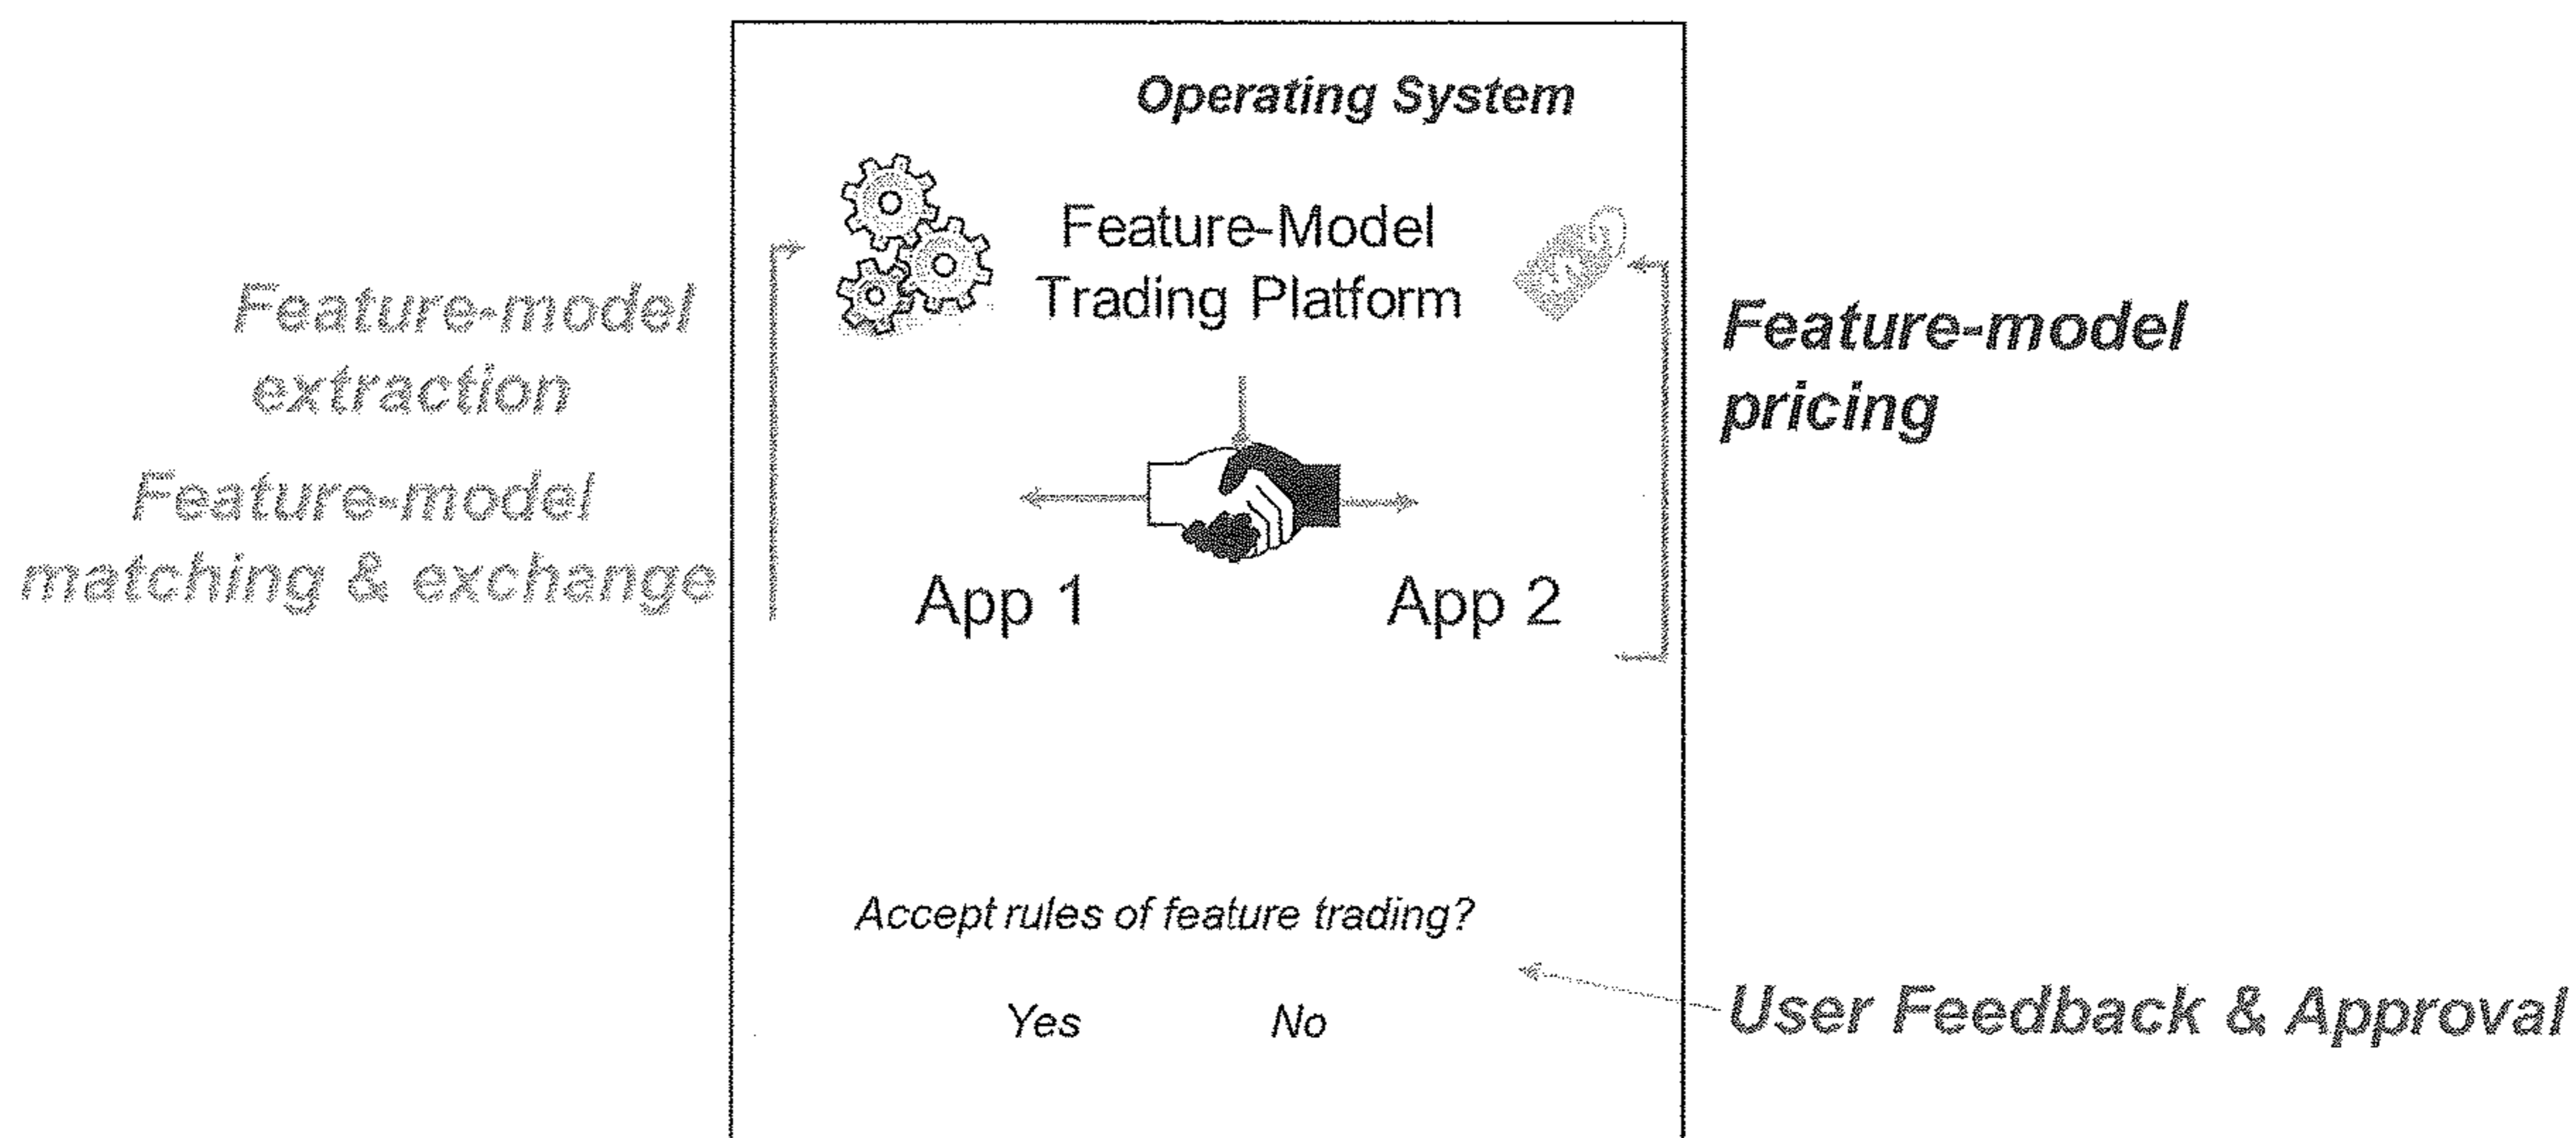 Operating System
Feature-Model
Trading Platform
Feature-model
extraction
Feature-model
matching & exchange
Feature-model
pricing
App 1
App 2
Accept rules of feature trading?
Yes
No
User Feedback & Approval